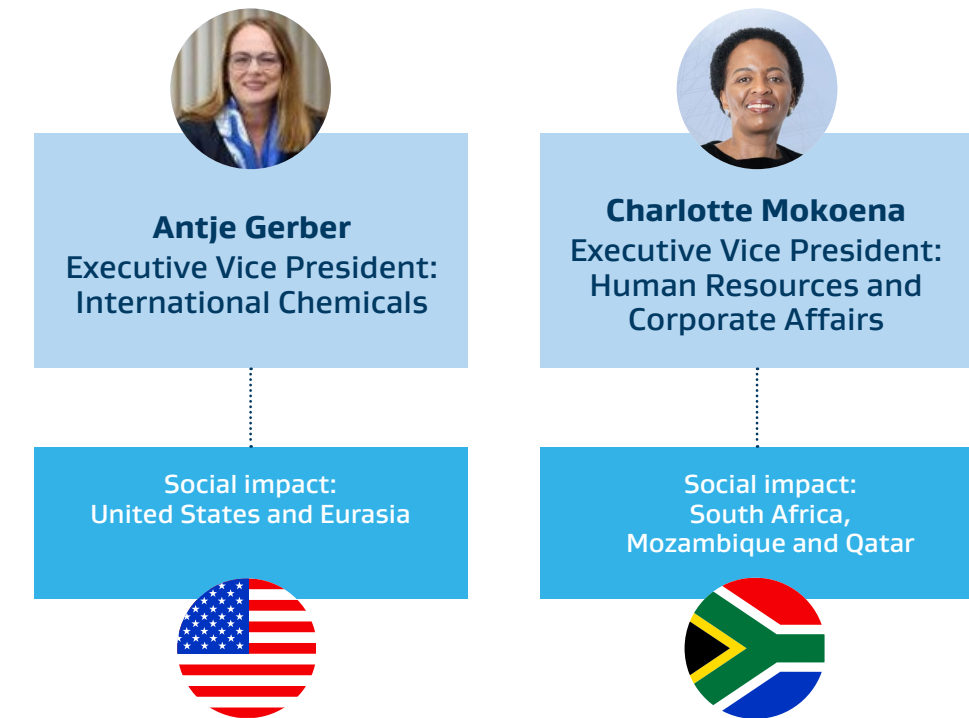 Antje Gerber
Executive Vice President:
International Chemicals
Charlotte Mokoena
Executive Vice President:
Human Resources and
Corporate Affairs
Social impact:
United States and Eurasia
Social impact:
South Africa,
Mozambique and Qatar